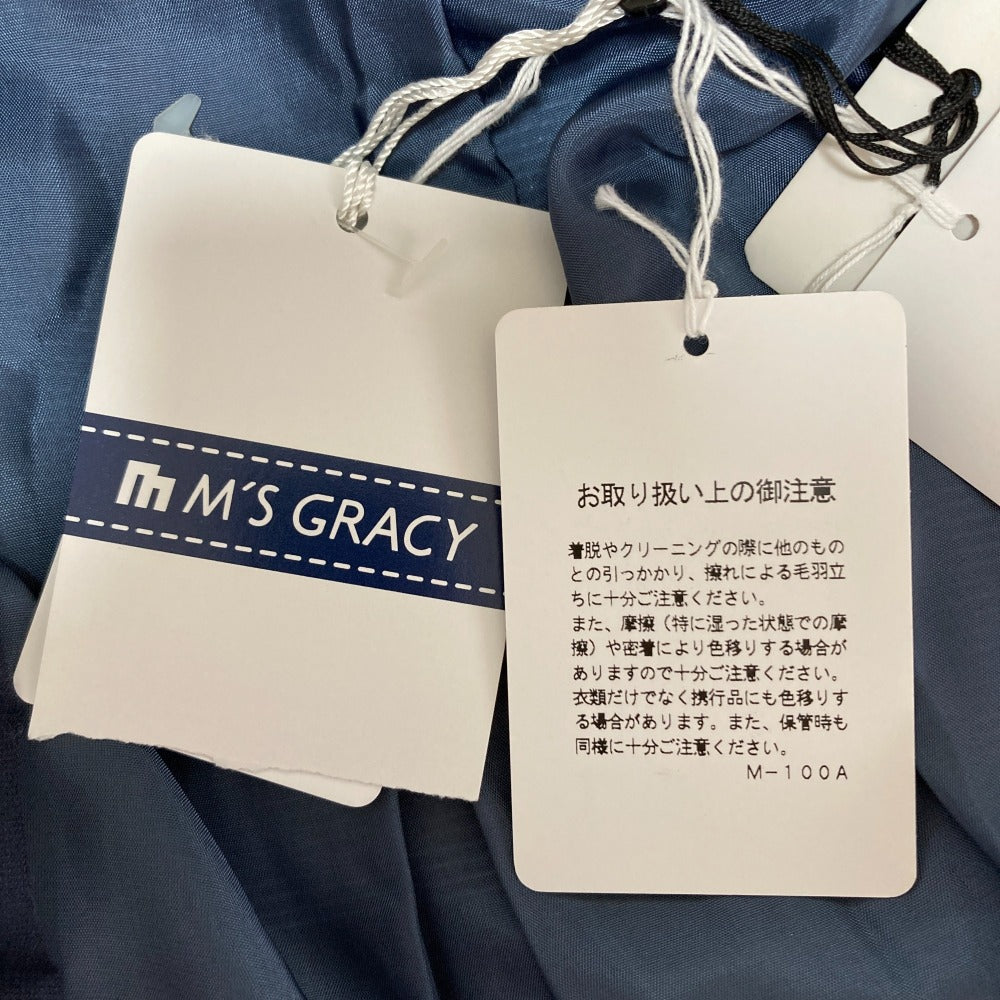 M'S GRACY
お取り扱い上の御注意
着脱やクリーニングの際に他のもの
との引っかかり、擦れによる毛羽立
ちに十分ご注意ください。
また、摩擦（特に湿った状態での摩
擦）や密着により色移りする場合が
ありますので十分ご注意ください。
衣類だけでなく携行品にも色移りす
る場合があります。また、保管時も
同様に十分ご注意ください。
M－100A